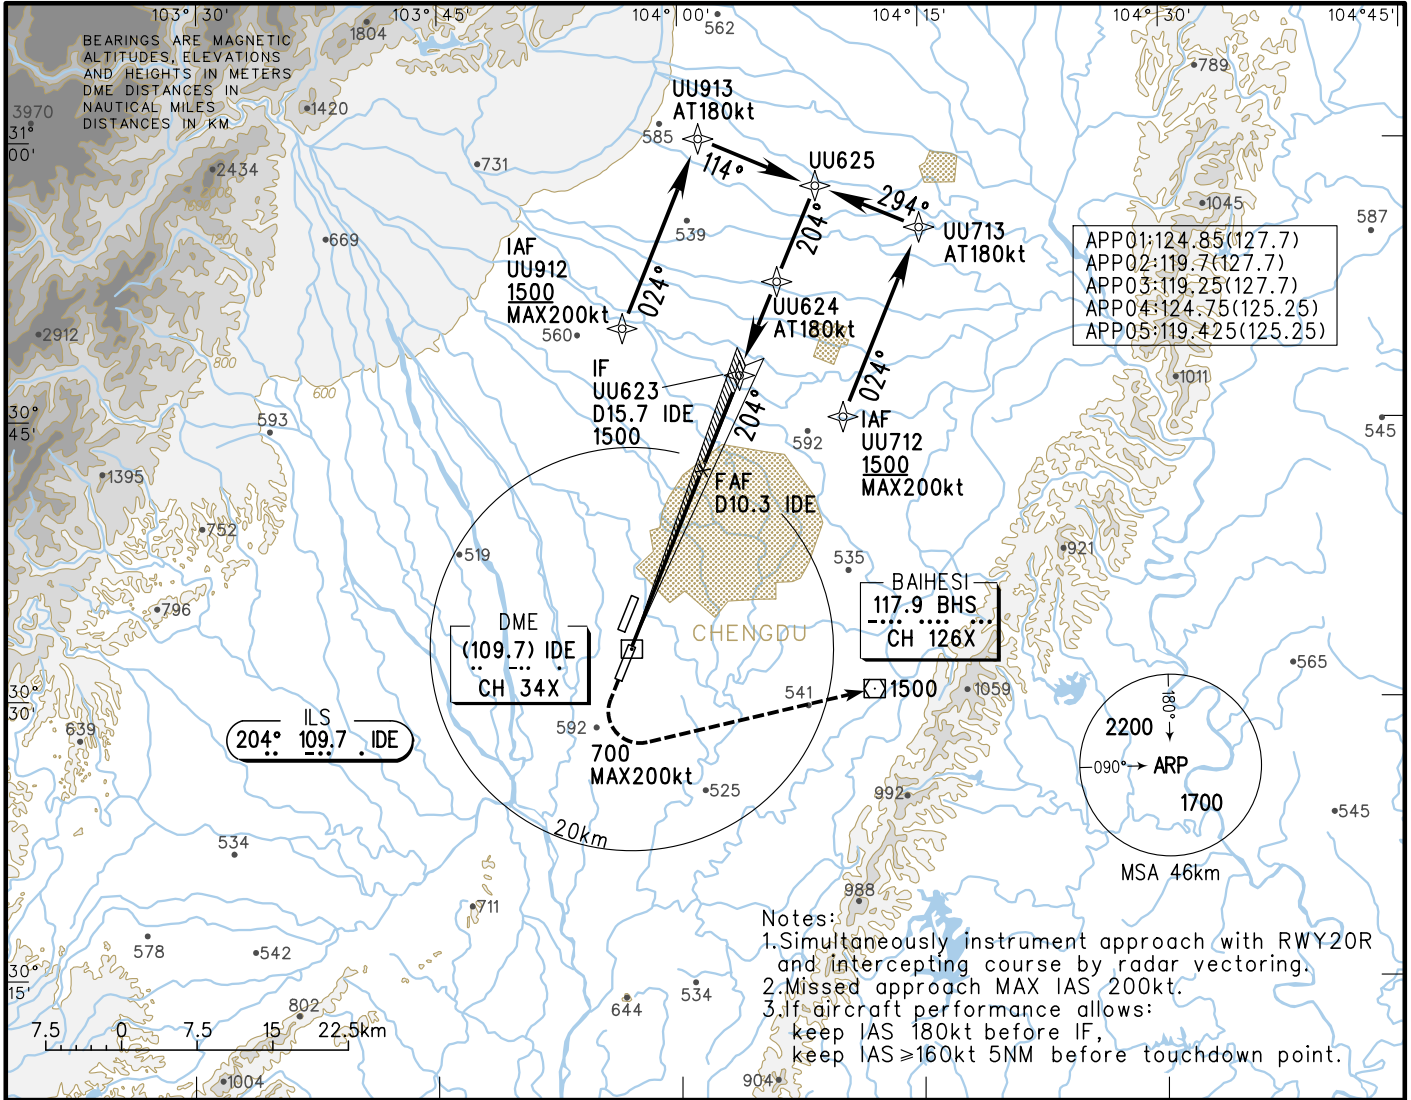 103° 30'
103° 45'
104° 00'
104° 15'
104° 30'
104° 45'
BEARINGS ARE MAGNETIC
ALTITUDES, ELEVATIONS
AND HEIGHTS IN METERS
DME DISTANCES IN
NAUTICAL MILES
DISTANCES IN KM
1804
562
789
3970
1420
31°
00'
2434
1800
1200
731
585
UU913
AT180kt
114°
UU625
294°
204°
539
1045
587
669
UU713
AT180kt
APP01:124.85(127.7)
APP02:119.7(127.7)
APP03:119.25(127.7)
APP04:124.75(125.25)
APP05:119.425(125.25)
IAF
UU912
1500
MAX200kt
024°
UU624
AT180kt
560
2912
800
600
IF
UU623
D15.7 IDE
1500
204°
024°
1011
30°
45'
593
592
IAF
UU712
1500
MAX200kt
545
1395
FAF
D10.3 IDE
752
519
535
921
796
CHENGDU
DME
(109.7) IDE
.. -.. .
CH 34X
BAIHESI
117.9 BHS
-... .... ...
CH 126X
565
30°
30'
639
541
1500
1059
ILS
204° 109.7 IDE
.. -.. .
592
700
MAX200kt
2200
180°
090°
ARP
1700
MSA 46km
525
992
545
20km
534
988
711
578
542
534
644
802
30°
15'
1004
904
7.5 0 7.5 15 22.5km
Notes:
1.Simultaneously instrument approach with RWY20R
and intercepting course by radar vectoring.
2.Missed approach MAX IAS 200kt.
3.If aircraft performance allows:
keep IAS 180kt before IF,
keep IAS≥160kt 5NM before touchdown point.